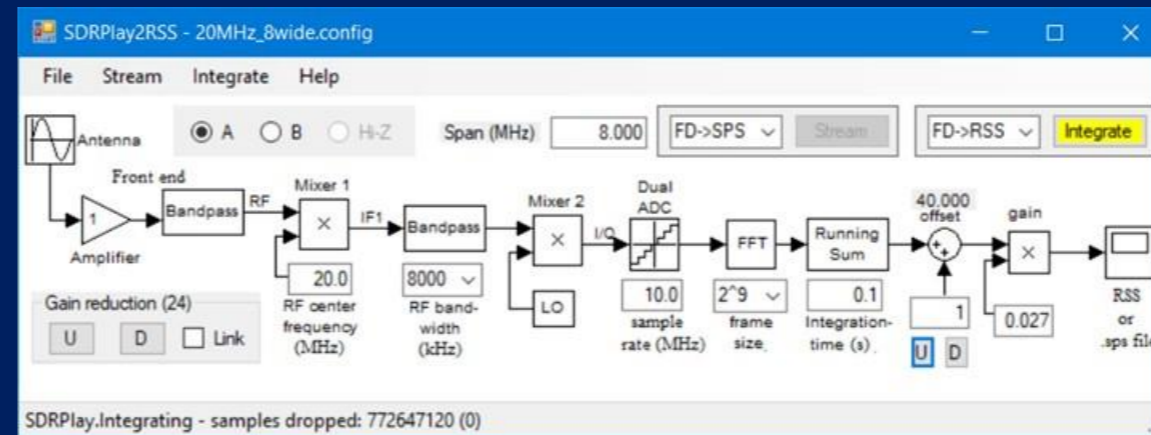 SDRPlay2RSS - 20MHz_8wide.config
File Stream Integrate Help
Antenna
A B Hi-Z
Span (MHz) 8.000
FD->SPS Stream
FD->RSS Integrate
Front end
1
Amplifier
Bandpass
RF
Mixer 1
×
20.0
RF center
frequency
(MHz)
IF1
Bandpass
8000
RF band-
width
(kHz)
Mixer 2
×
LO
I/Q
Dual
ADC
10.0
sample
rate (MHz)
FFT
2^9
frame
size
Running
Sum
0.1
Integration-
time (s)
40.000
offset
+
+
1
U D
gain
×
0.027
RSS
or
.sps file
Gain reduction (24)
U D Link
SDRPlay.Integrating - samples dropped: 772647120 (0)